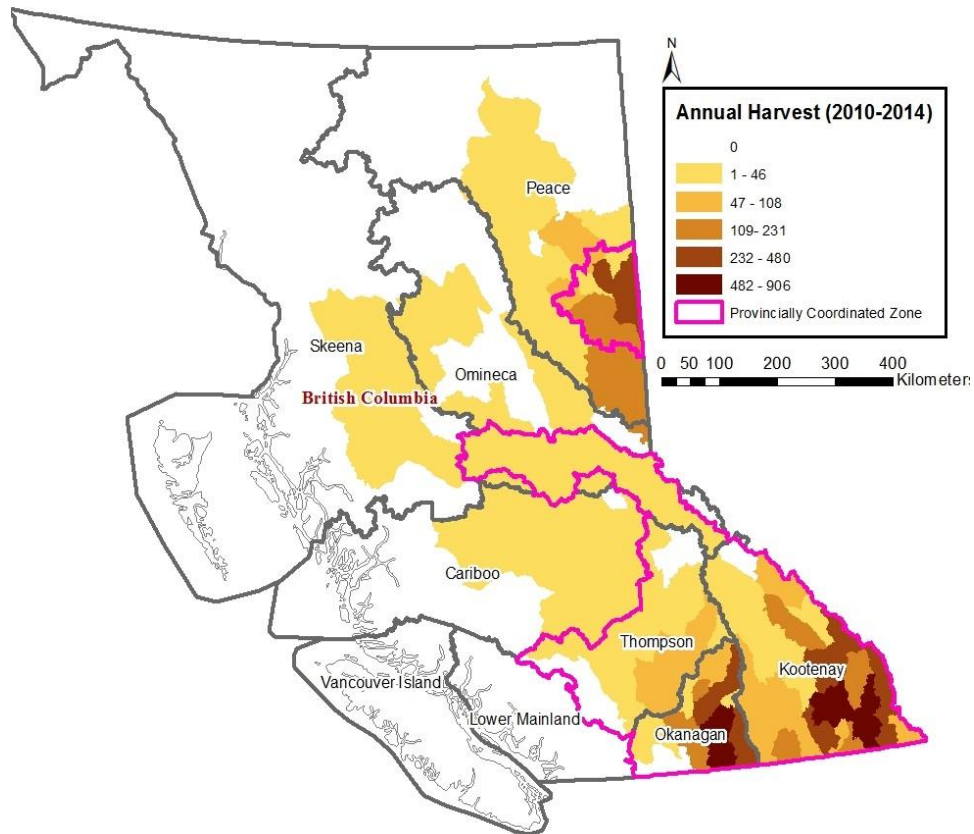 N
Annual Harvest (2010-2014)
0
1 - 46
47 - 108
109- 231
232 - 480
482 - 906
Provincially Coordinated Zone
0 50 100 200 300 400
Kilometers
Peace
Skeena
Omineca
British Columbia
Cariboo
Thompson
Kootenay
Vancouver Island
Lower Mainland
Okanagan